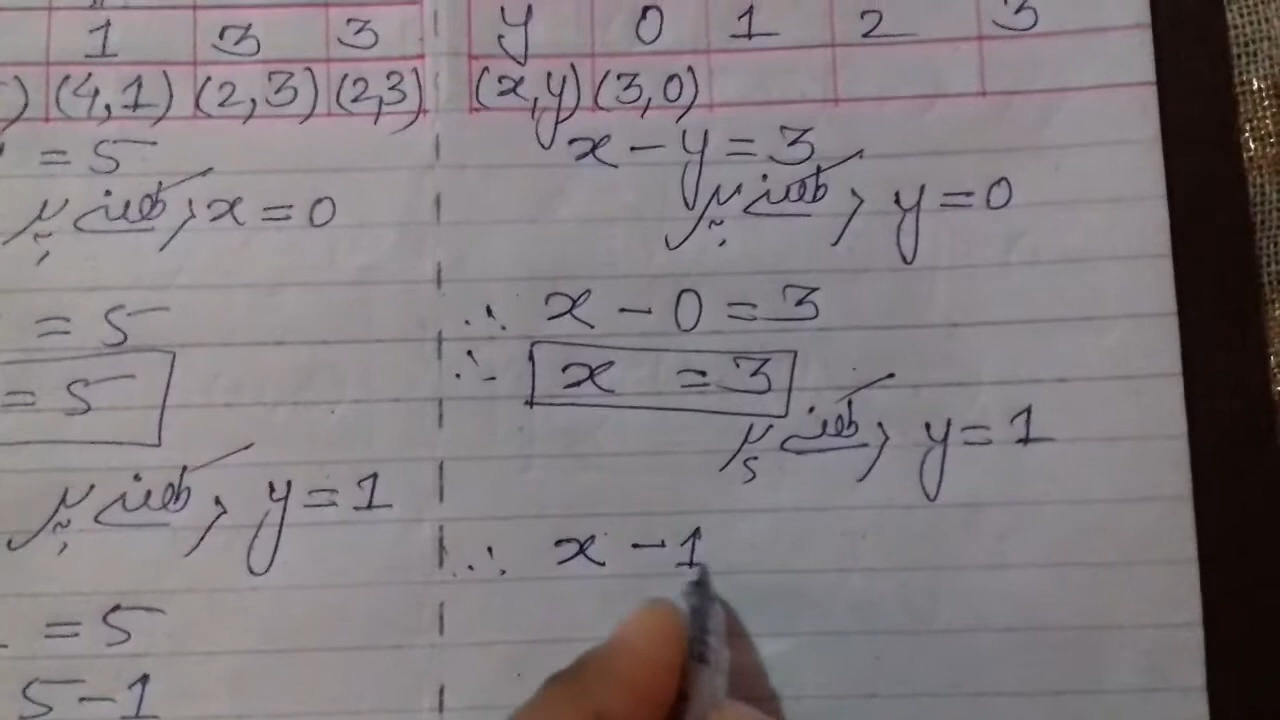 1 3 3
(4,1) (2,3) (2,3)
= 5
x = 0 رکھنے پر
= 5
= 5
y = 1 رکھنے پر
= 5
5 - 1
y 0 1 2 3
(x,y) (3,0)
x - y = 3
y = 0 رکھنے پر
∴ x - 0 = 3
∴ x = 3
y = 1 رکھنے پر
∴ x - 1